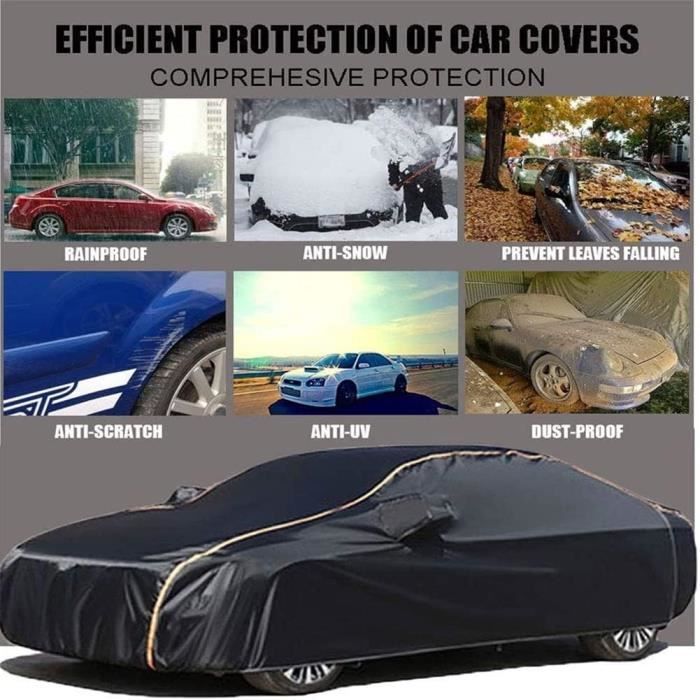 EFFICIENT PROTECTION OF CAR COVERS
COMPREHESIVE PROTECTION
RAINPROOF
ANTI-SNOW
PREVENT LEAVES FALLING
ANTI-SCRATCH
ANTI-UV
DUST-PROOF